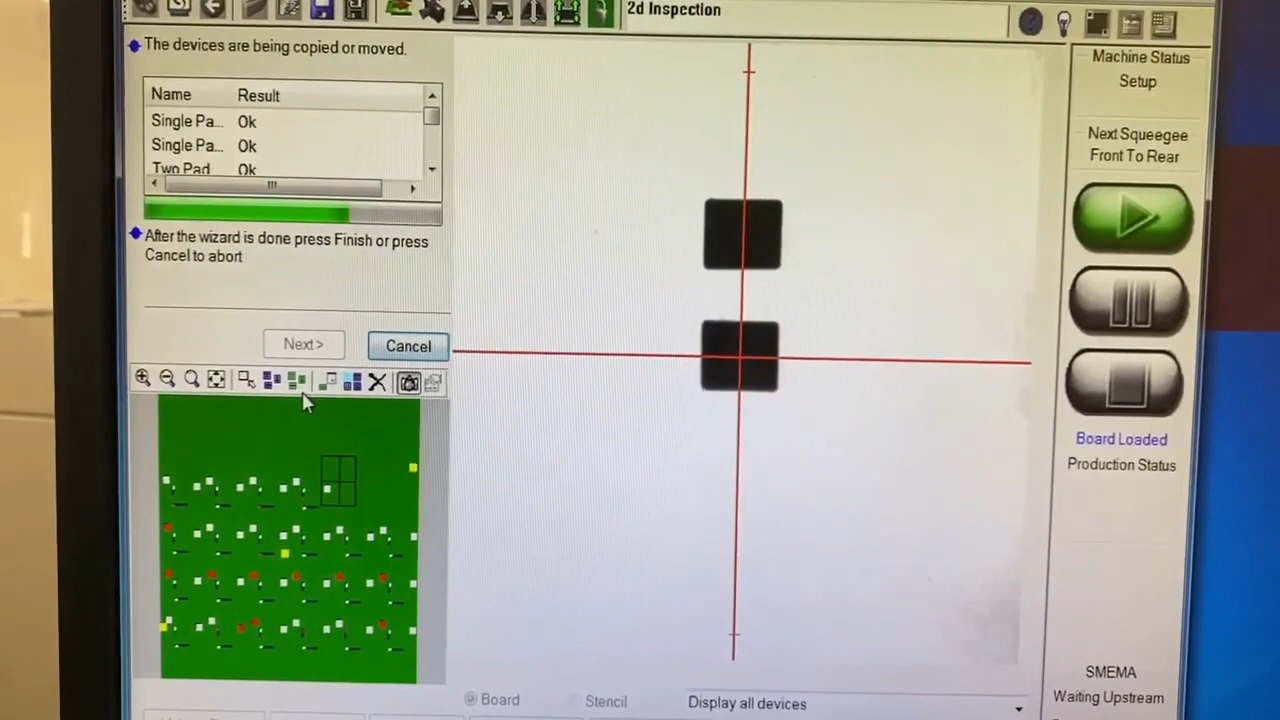 2d Inspection
The devices are being copied or moved.
Name Result
Single Pa... Ok
Single Pa... Ok
Two Pad Ok
After the wizard is done press Finish or press
Cancel to abort
Next >
Cancel
Board
Stencil
Display all devices
Machine Status
Setup
Next Squeegee
Front To Rear
Board Loaded
Production Status
SMEMA
Waiting Upstream